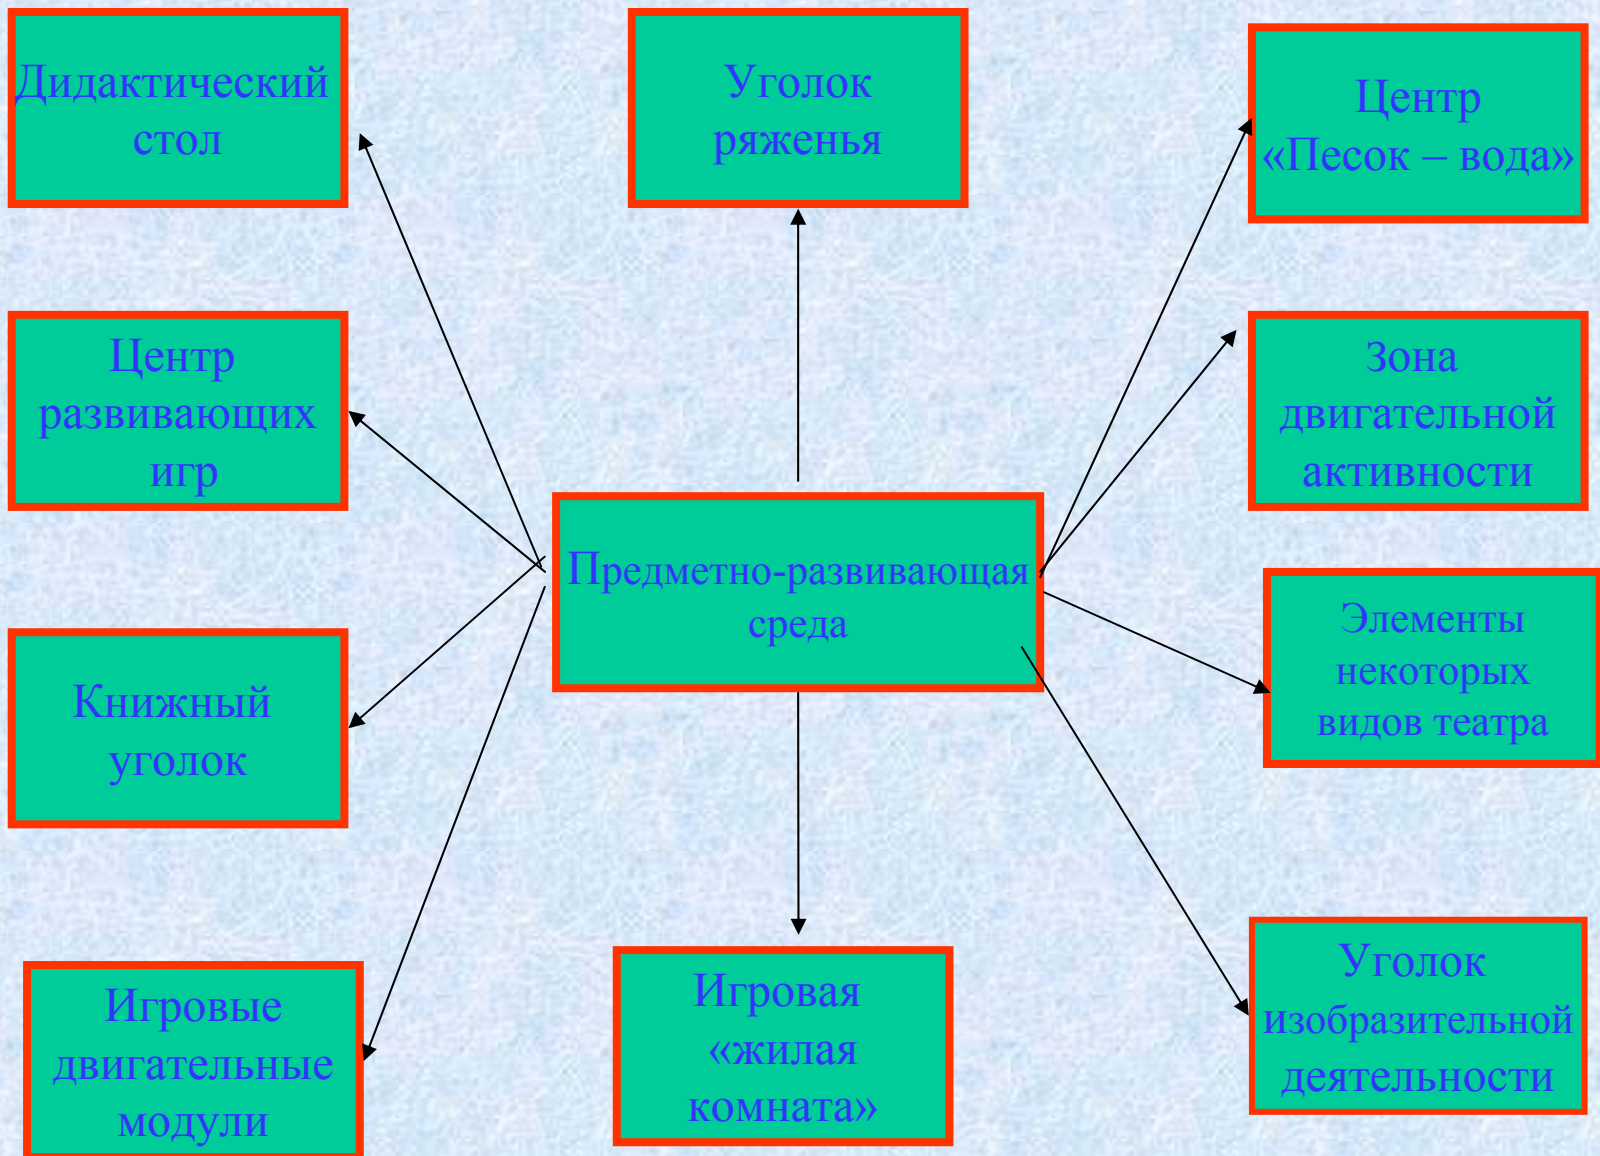 Дидактический
стол
Уголок
ряженья
Центр
«Песок – вода»
Центр
развивающих
игр
Зона
двигательной
активности
Предметно-развивающая
среда
Книжный
уголок
Элементы
некоторых
видов театра
Игровые
двигательные
модули
Игровая
«жилая
комната»
Уголок
изобразительной
деятельности